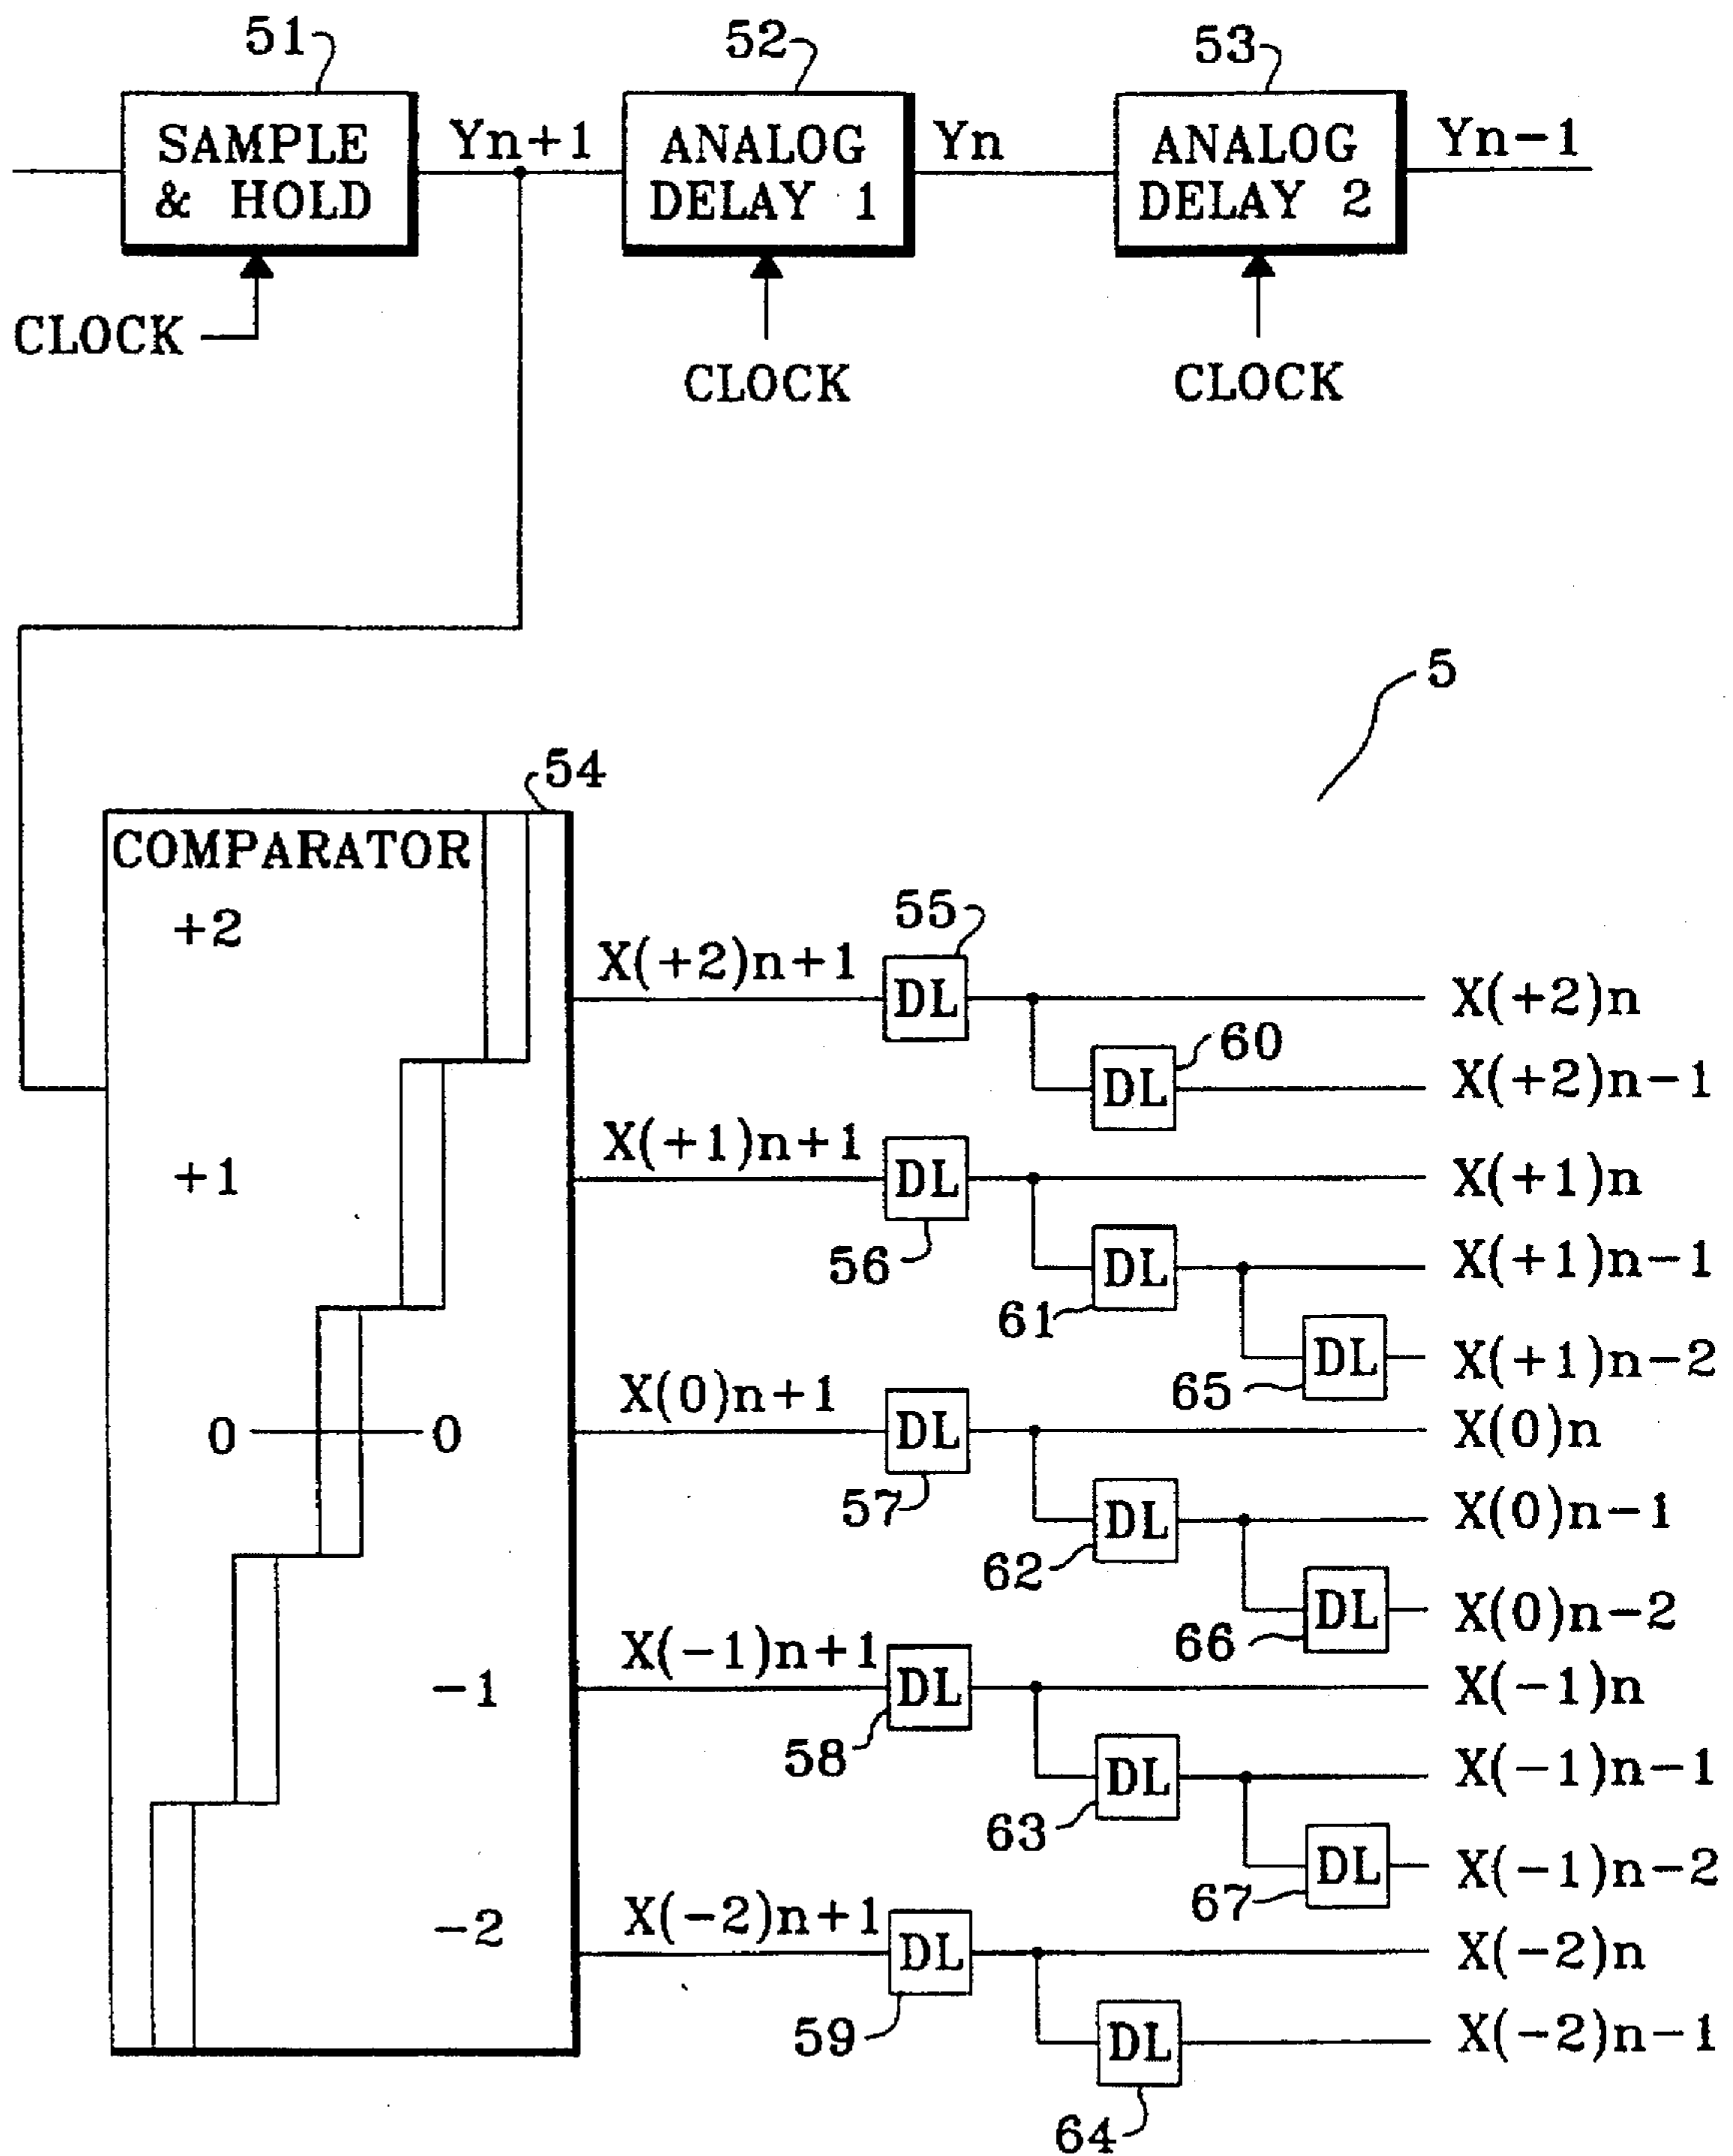 51
52
53
SAMPLE & HOLD
Yn+1
ANALOG DELAY 1
Yn
ANALOG DELAY 2
Yn-1
CLOCK
CLOCK
CLOCK
5
54
COMPARATOR
+2
+1
0
0
-1
-2
X(+2)n+1
55
DL
X(+2)n
60
DL
X(+2)n-1
X(+1)n+1
DL
56
X(+1)n
DL
61
X(+1)n-1
DL
65
X(+1)n-2
X(0)n+1
DL
57
X(0)n
DL
62
X(0)n-1
DL
66
X(0)n-2
X(-1)n+1
DL
58
X(-1)n
DL
63
X(-1)n-1
DL
67
X(-1)n-2
X(-2)n+1
DL
59
X(-2)n
DL
64
X(-2)n-1